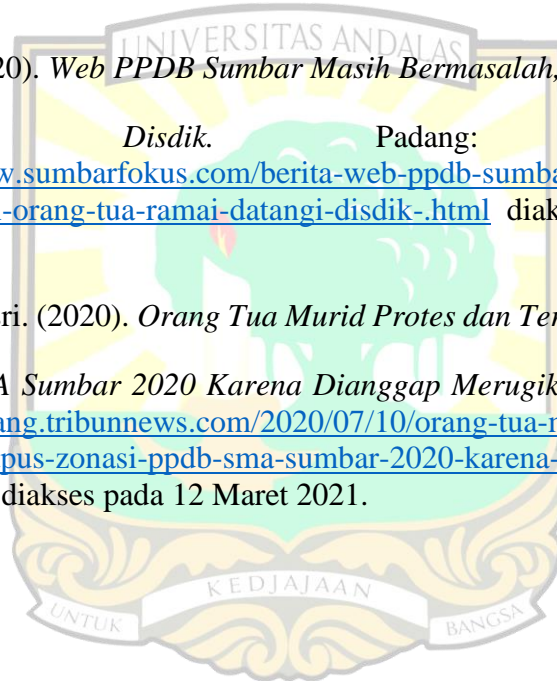 UNIVERSITAS ANDALAS
20). Web PPDB Sumbar Masih Bermasalah,
Disdik. Padang:
w.sumbarfokus.com/berita-web-ppdb-sumba
-orang-tua-ramai-datangi-disdik-.html diak
ri. (2020). Orang Tua Murid Protes dan Ter
A Sumbar 2020 Karena Dianggap Merugik
ang.tribunnews.com/2020/07/10/orang-tua-m
pus-zonasi-ppdb-sma-sumbar-2020-karena-
diakses pada 12 Maret 2021.
KEDJAJAAN
UNTUK BANGSA